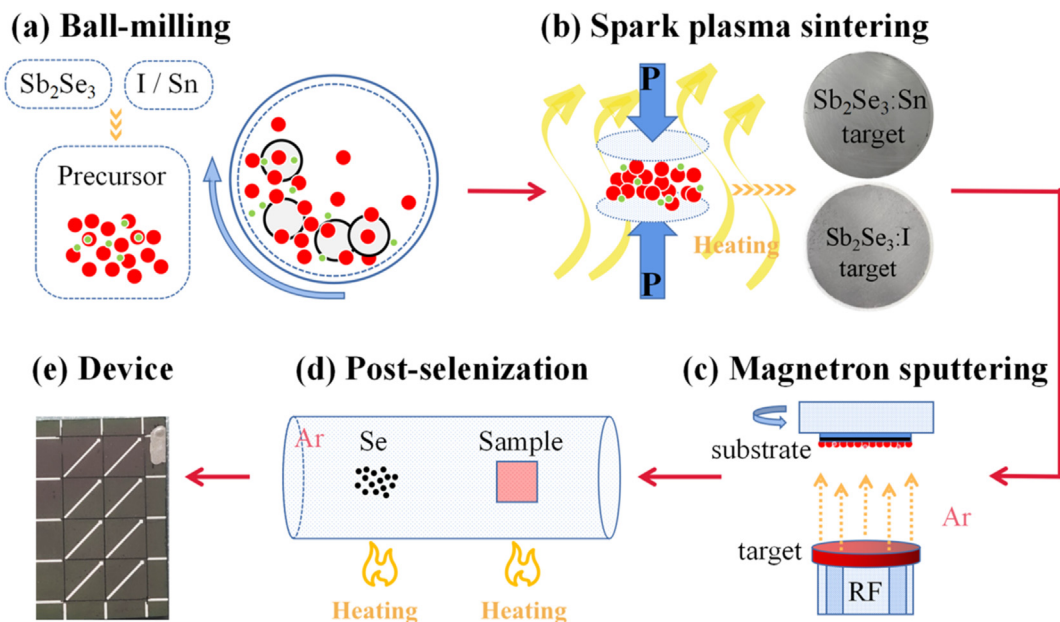 (a) Ball-milling
Sb₂Se₃
I / Sn
Precursor
(b) Spark plasma sintering
P
P
Heating
Sb₂Se₃:Sn
target
Sb₂Se₃:I
target
(c) Magnetron sputtering
substrate
Ar
target
RF
(d) Post-selenization
Ar
Se
Sample
Heating
Heating
(e) Device